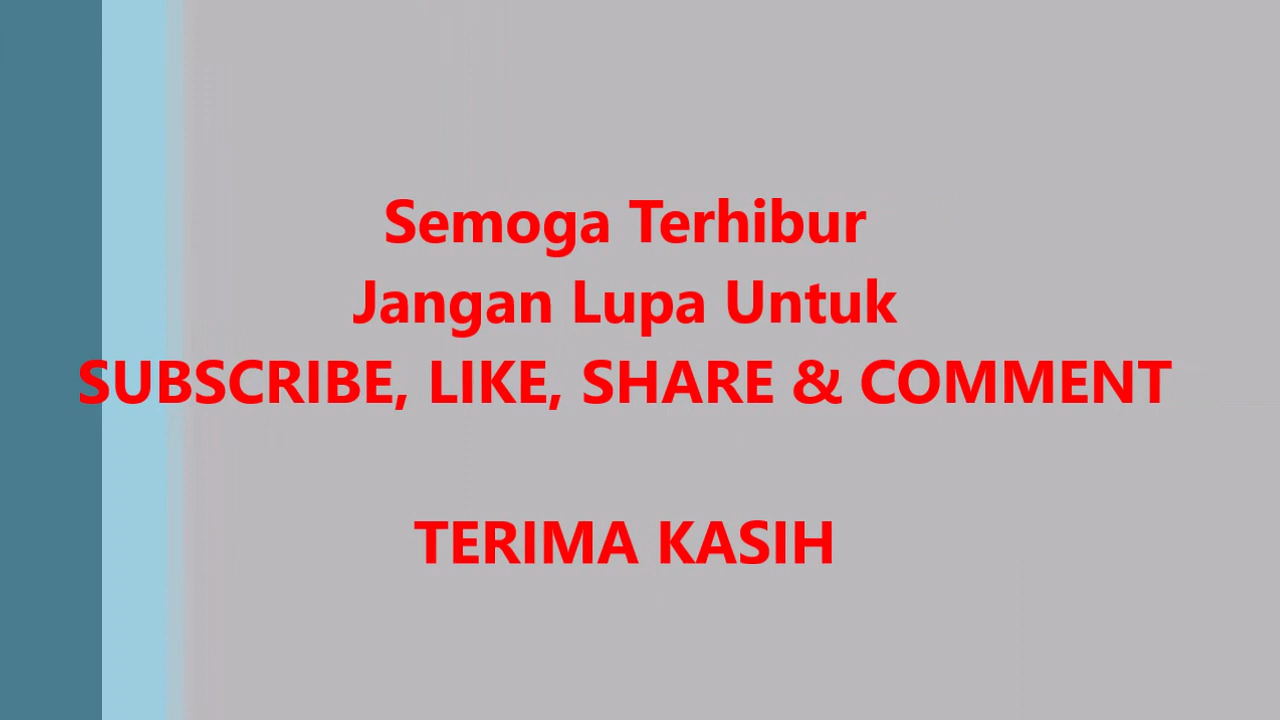 Semoga Terhibur
Jangan Lupa Untuk
SUBSCRIBE, LIKE, SHARE & COMMENT
TERIMA KASIH